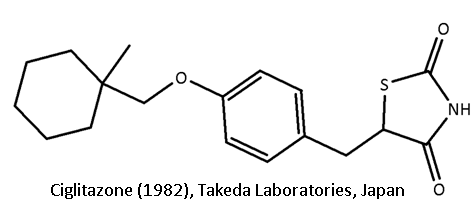 O
O
S
NH
O
Ciglitazone (1982), Takeda Laboratories, Japan